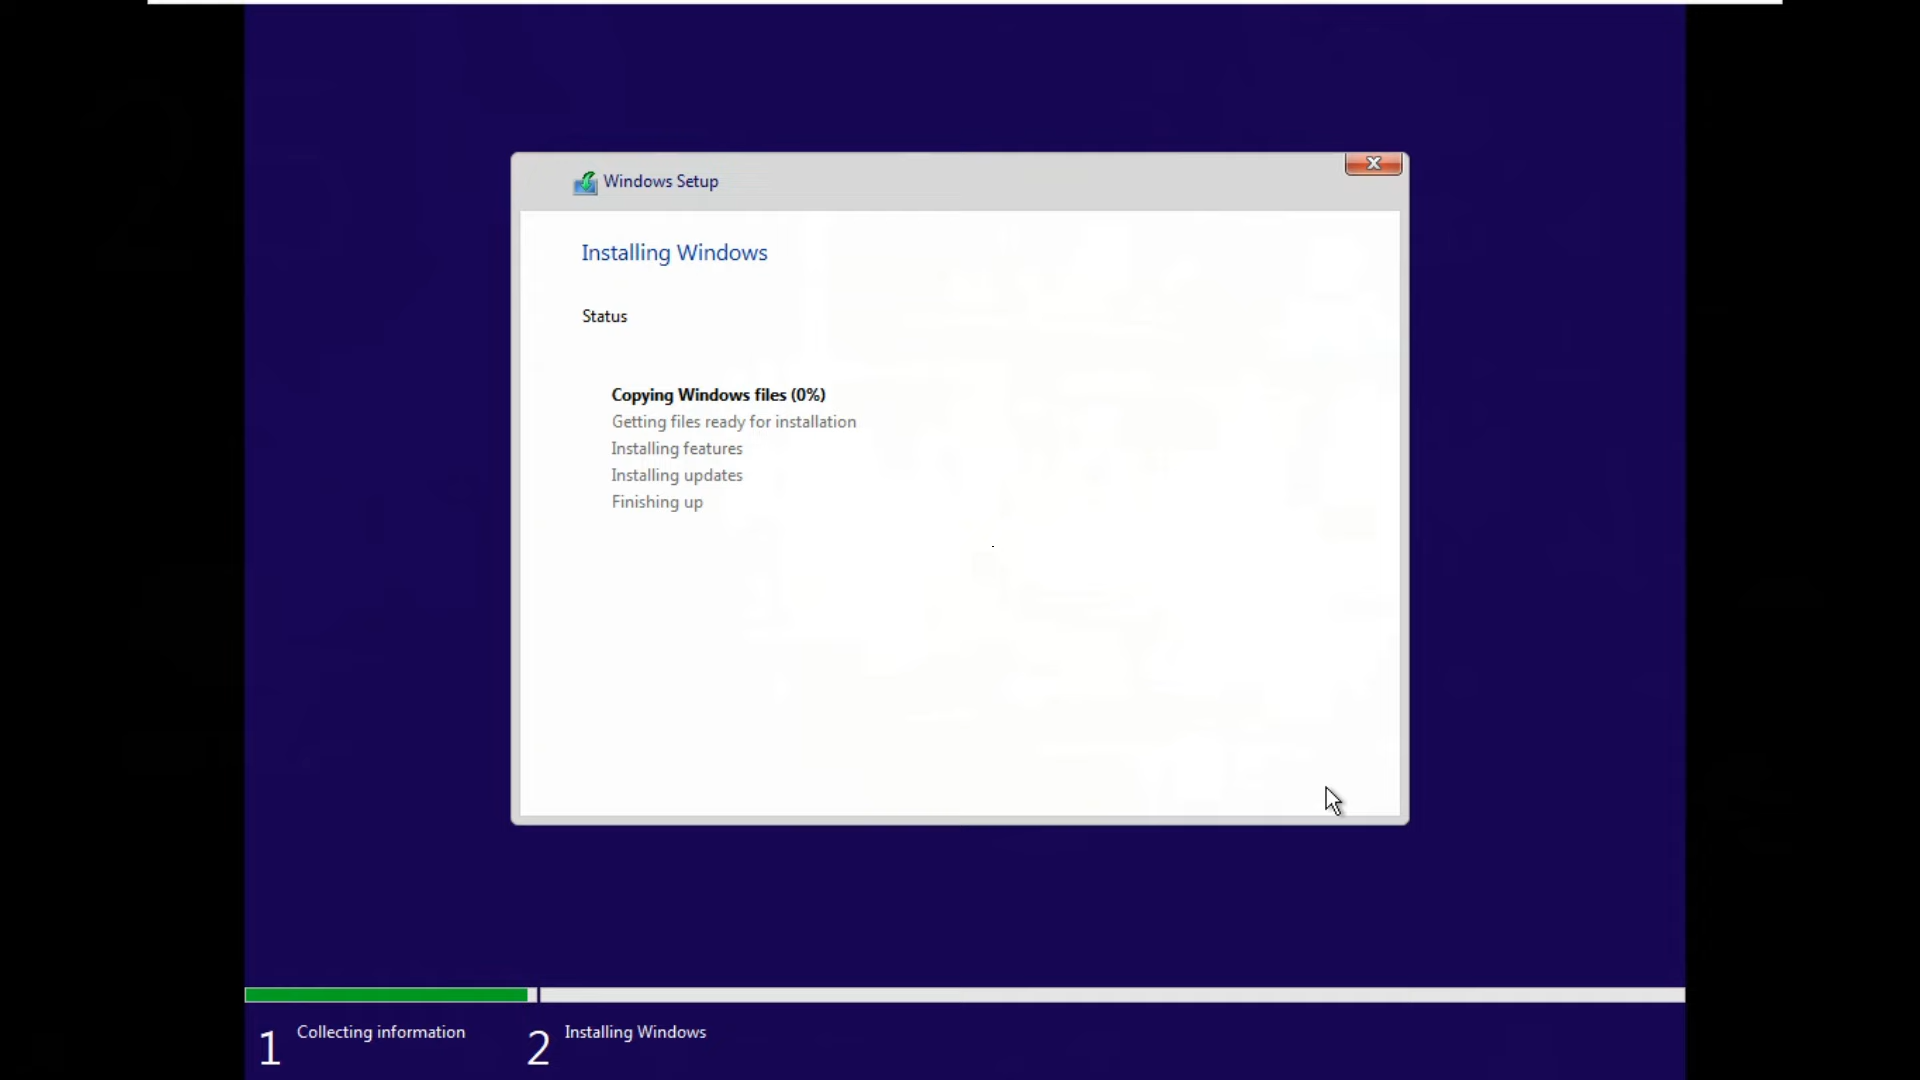 Windows Setup
Installing Windows
Status
Copying Windows files (0%)
Getting files ready for installation
Installing features
Installing updates
Finishing up
1 Collecting information
2 Installing Windows